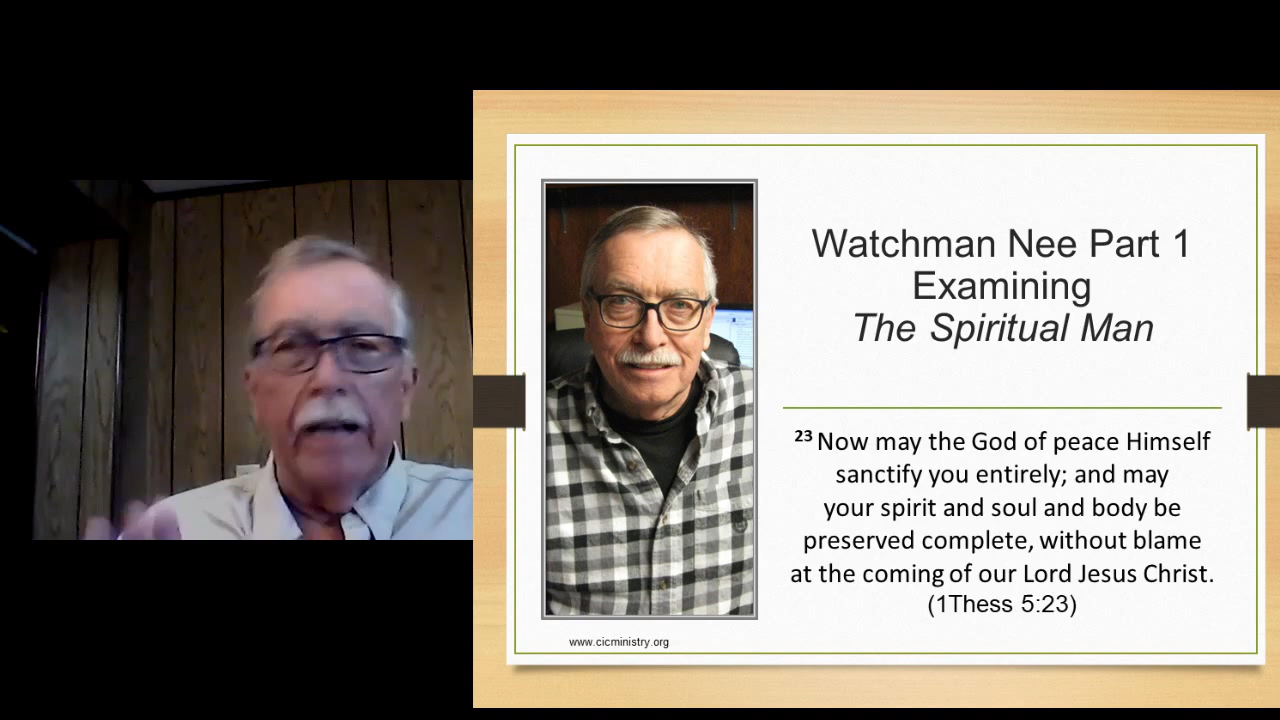 Watchman Nee Part 1
Examining
The Spiritual Man
23 Now may the God of peace Himself
sanctify you entirely; and may
your spirit and soul and body be
preserved complete, without blame
at the coming of our Lord Jesus Christ.
(1Thess 5:23)
www.cicministry.org